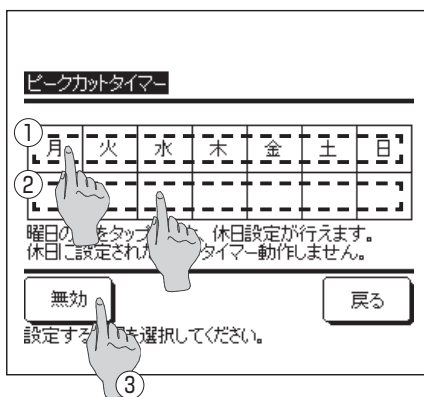 ピークカットタイマー
①
月 火 水 木 金 土 日
②
曜日の をタッ 、休日設定が行えます。
休日に設定され タイマー動作しません。
無効 戻る
設定する を選択してください。
③